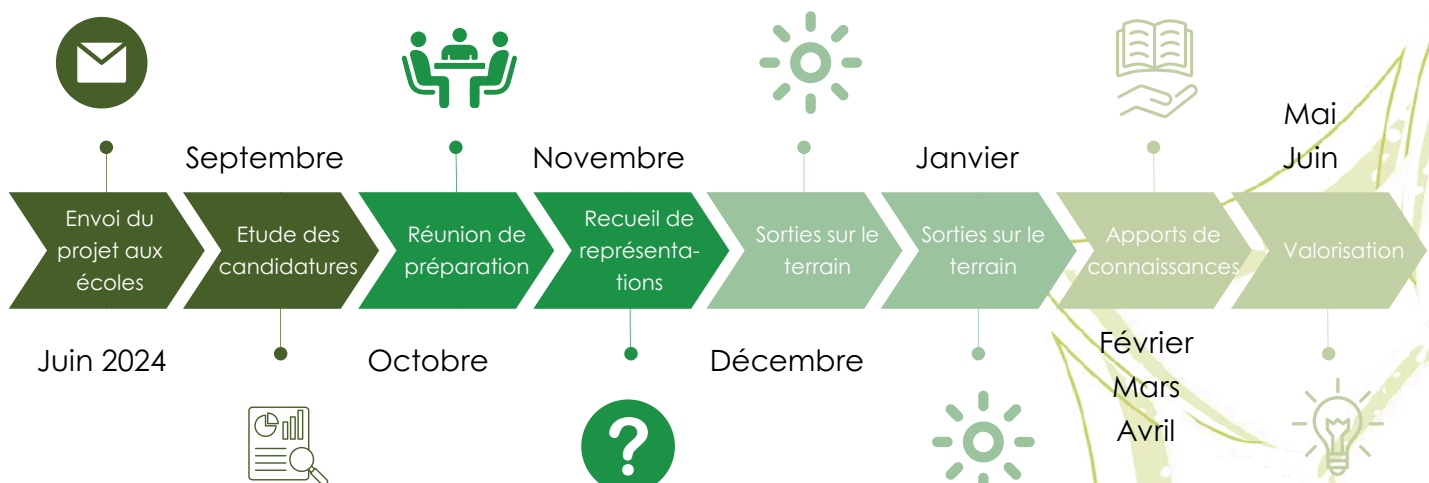 Septembre
Novembre
Janvier
Mai
Juin
Envoi du
projet aux
écoles
Etude des
candidatures
Réunion de
préparation
Recueil de
représenta-
tions
Sorties sur le
terrain
Sorties sur le
terrain
Apports de
connaissances
Valorisation
Juin 2024
Octobre
Décembre
Février
Mars
Avril
?